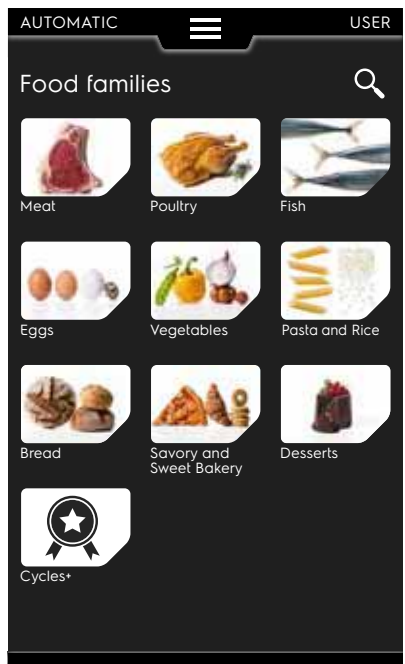 AUTOMATIC USER
Food families
Meat Poultry Fish
Eggs Vegetables Pasta and Rice
Bread Savory and Sweet Bakery Desserts
Cycles+